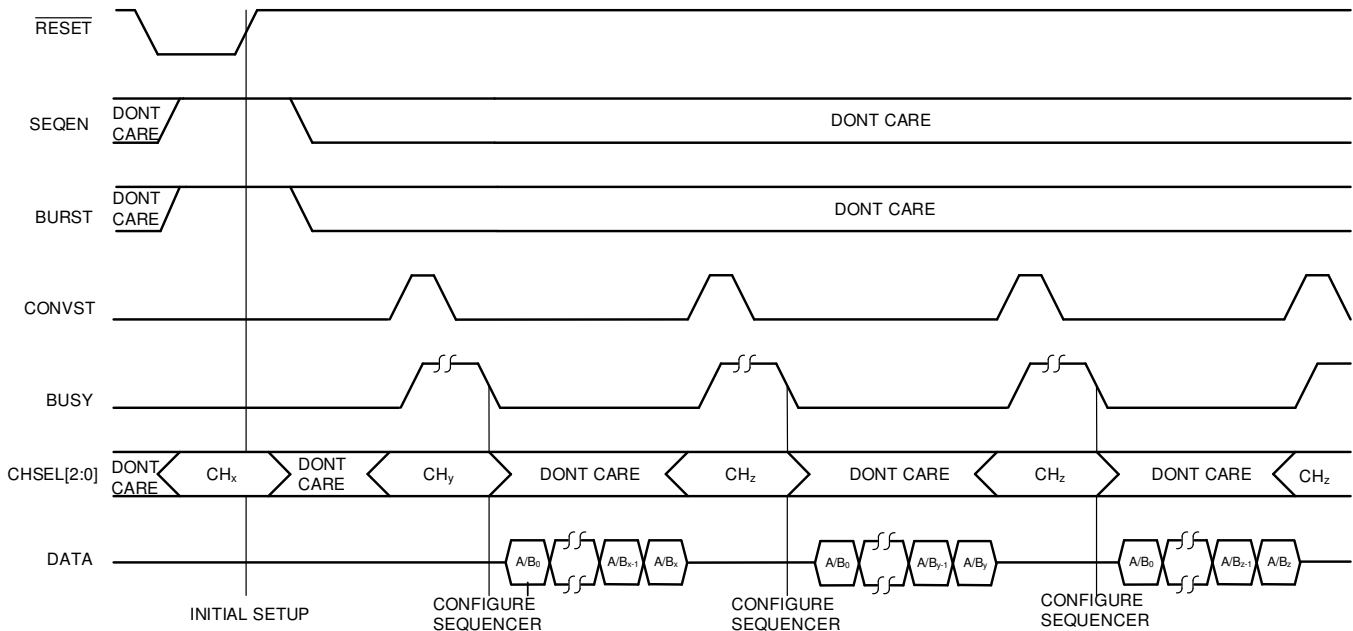 RESET
SEQEN
DONT
CARE
DONT CARE
BURST
DONT
CARE
DONT CARE
CONVST
BUSY
CHSEL[2:0]
DONT
CARE
CHx
DONT
CARE
CHy
DONT CARE
CHz
DONT CARE
CHz
DONT CARE
CHz
DATA
A/B0
A/Bx-1
A/Bx
A/B0
A/By-1
A/By
A/B0
A/Bz-1
A/Bz
INITIAL SETUP
CONFIGURE
SEQUENCER
CONFIGURE
SEQUENCER
CONFIGURE
SEQUENCER